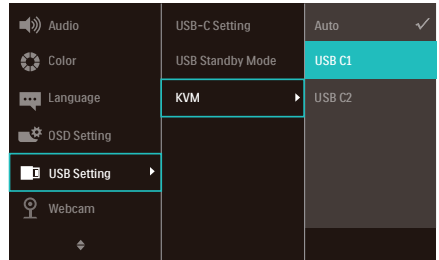 Audio
Color
Language
OSD Setting
USB Setting
Webcam
USB-C Setting
USB Standby Mode
KVM
Auto
USB C1
USB C2